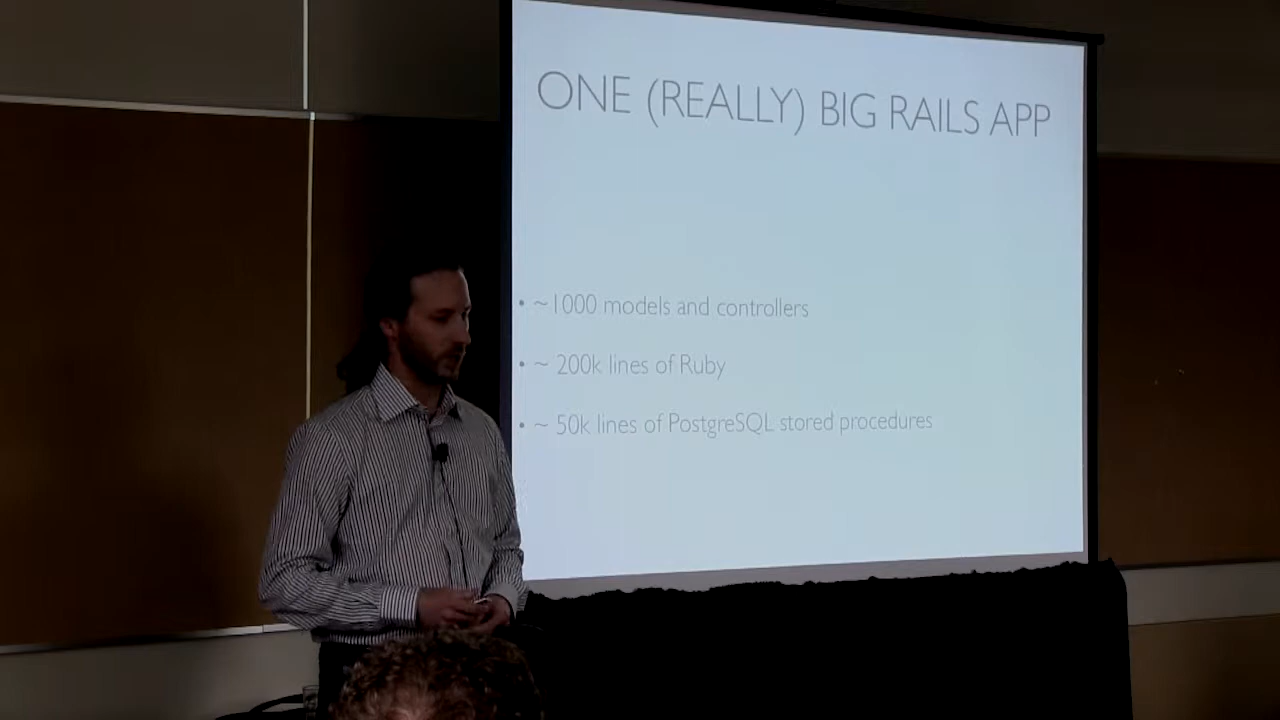 ONE (REALLY) BIG RAILS APP
• ~1000 models and controllers
• ~ 200k lines of Ruby
• ~ 50k lines of PostgreSQL stored procedures